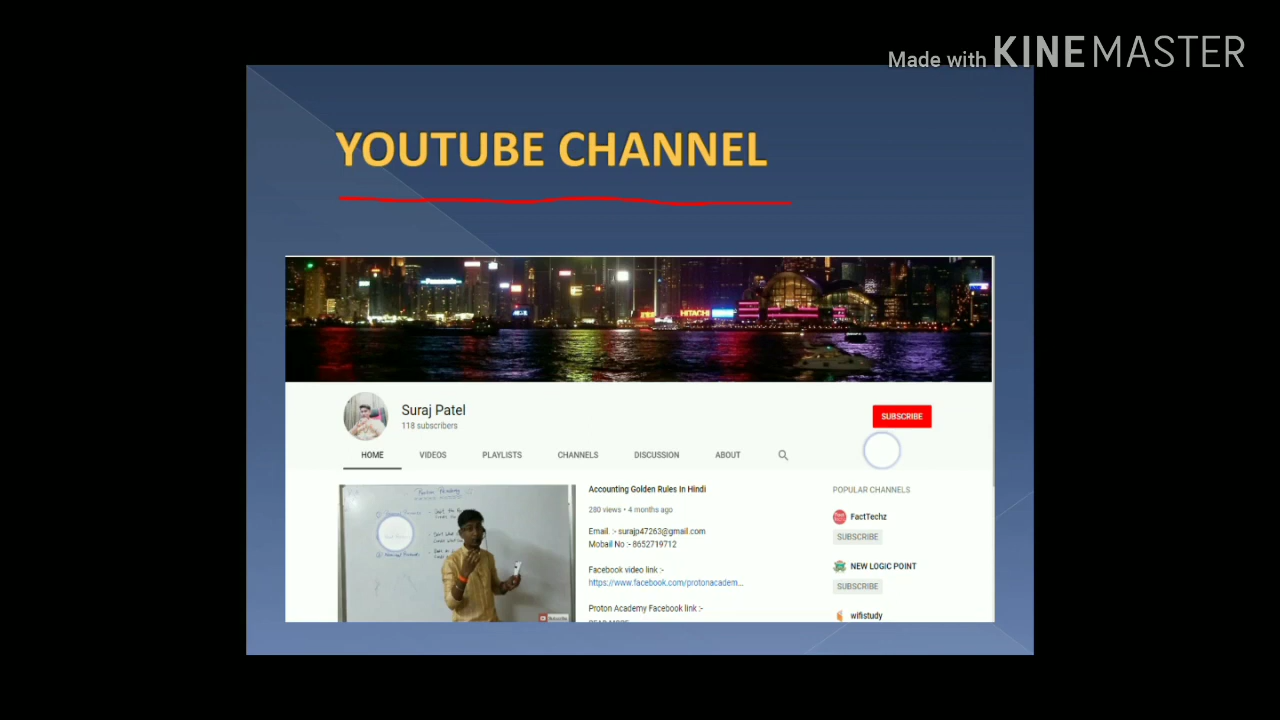 Made with KINEMASTER
YOUTUBE CHANNEL
HITACHI
Suraj Patel
118 subscribers
SUBSCRIBE
HOME VIDEOS PLAYLISTS CHANNELS DISCUSSION ABOUT
Accounting Golden Rules In Hindi
280 views • 4 months ago
Email :- surajp47263@gmail.com
Mobail No :- 8652719712
Facebook video link :-
https://www.facebook.com/protonacadem...
Proton Academy Facebook link :-
Subscribe
POPULAR CHANNELS
FactTechz
SUBSCRIBE
NEW LOGIC POINT
SUBSCRIBE
wifistudy